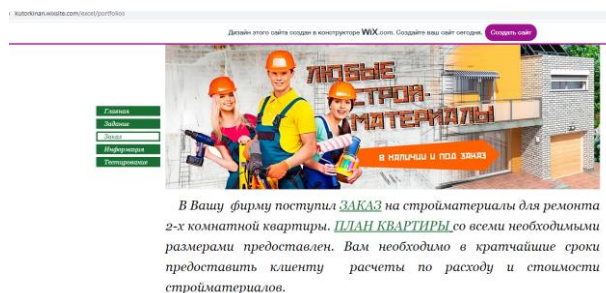 kutorkinan.wixsite.com/excel/portfokos
Дизайн этого сайта создан в конструкторе WiX.com. Создайте ваш сайт сегодня. Создать сайт
ЛЮБЫЕ
СТРОЙ-
МАТЕРИАЛЫ
В НАЛИЧИИ И ПОД ЗАКАЗ
Главная
Задание
Заказ
Информация
Тестирование
В Вашу фирму поступил ЗАКАЗ на стройматериалы для ремонта
2-х комнатной квартиры. ПЛАН КВАРТИРЫ со всеми необходимыми
размерами предоставлен. Вам необходимо в кратчайшие сроки
предоставить клиенту расчеты по расходу и стоимости
стройматериалов.